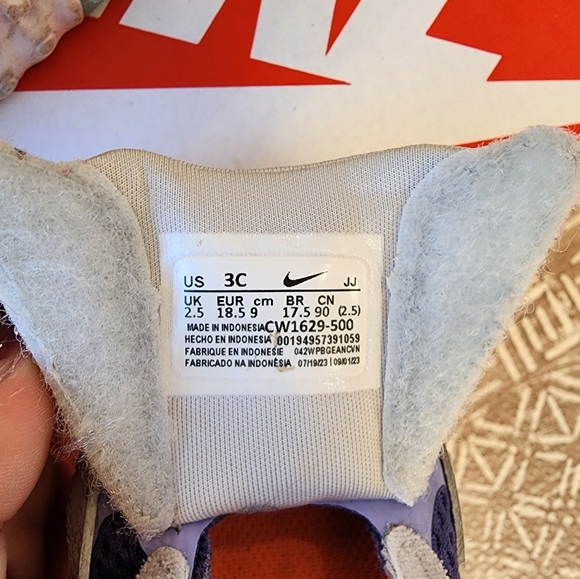 US 3C JJ
UK EUR cm BR CN
2.5 18.5 9 17.5 90 (2.5)
MADE IN INDONESIA CW1629-500
HECHO EN INDONESIA 00194957391059
FABRIQUE EN INDONESIE 042WPBGEANCVN
FABRICADO NA INDONÉSIA 07/19/23 | 09/01/23